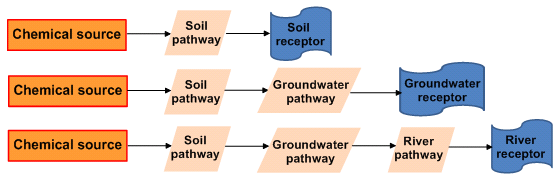 Chemical source
Soil
pathway
Soil
receptor
Chemical source
Soil
pathway
Groundwater
pathway
Groundwater
receptor
Chemical source
Soil
pathway
Groundwater
pathway
River
pathway
River
receptor